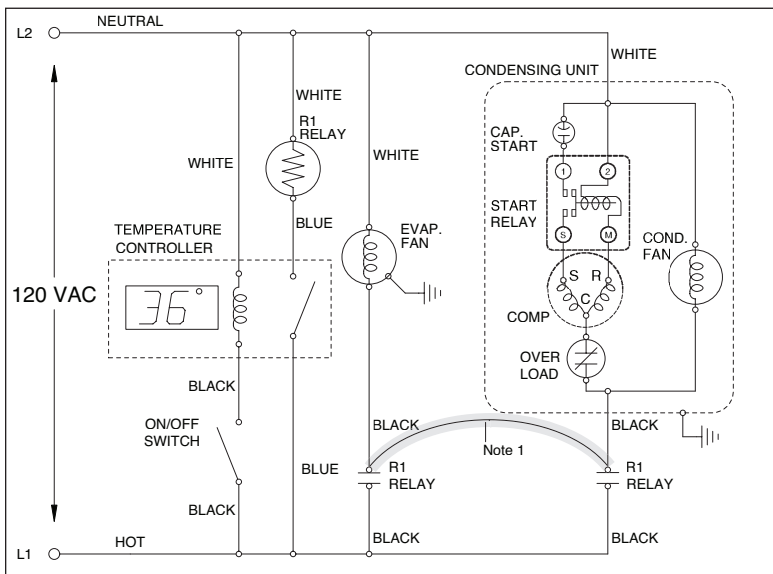 NEUTRAL
L2
WHITE
CONDENSING UNIT
WHITE
R1
RELAY
CAP.
START
1
2
WHITE
WHITE
START
RELAY
BLUE
EVAP.
FAN
S
M
COND.
FAN
TEMPERATURE
CONTROLLER
S R
C
120 VAC
36°
COMP
OVER
LOAD
BLACK
ON/OFF
SWITCH
BLACK
BLACK
Note 1
BLUE
R1
RELAY
R1
RELAY
BLACK
BLACK
BLACK
HOT
L1